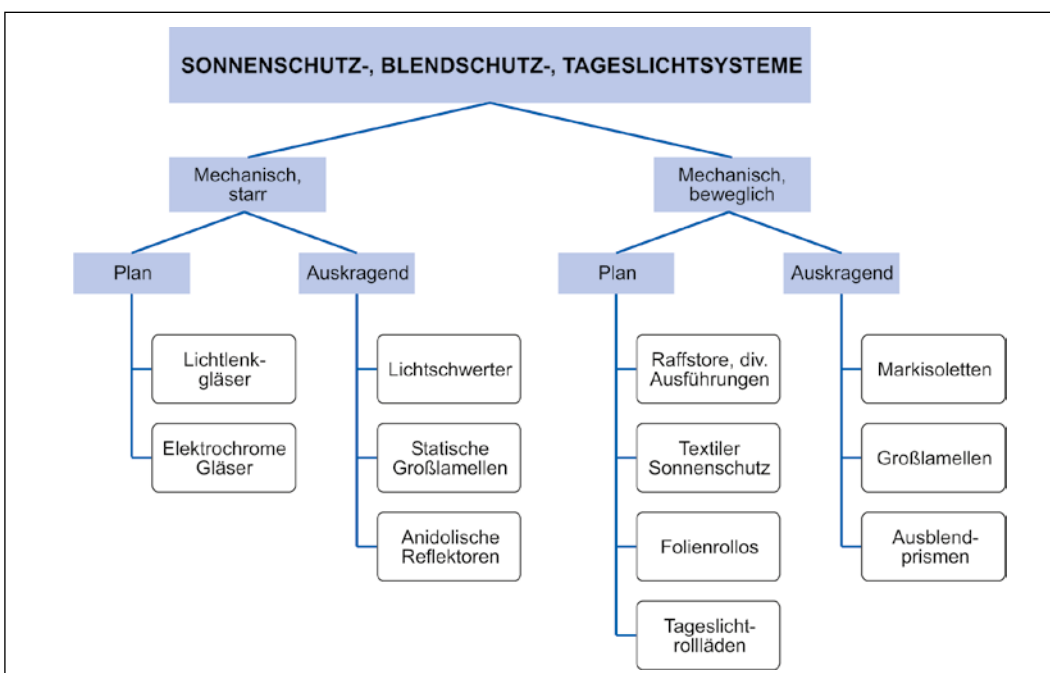 SONNENSCHUTZ-, BLENDSCHUTZ-, TAGESLICHTSYSTEME
Mechanisch,
starr
Mechanisch,
beweglich
Plan
Auskragend
Plan
Auskragend
Lichtlenk-
gläser
Elektrochrome
Gläser
Lichtschwerter
Statische
Großlamellen
Anidolische
Reflektoren
Raffstore, div.
Ausführungen
Textiler
Sonnenschutz
Folienrollos
Tageslicht-
rollläden
Markisoletten
Großlamellen
Ausblend-
prismen